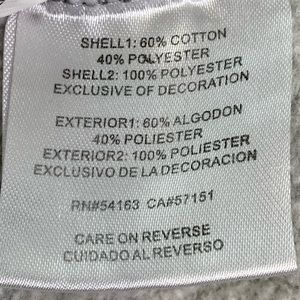 SHELL1: 60% COTTON
40% POLYESTER
SHELL2: 100% POLYESTER
EXCLUSIVE OF DECORATION
EXTERIOR1: 60% ALGODON
40% POLIESTER
EXTERIOR2: 100% POLIESTER
EXCLUSIVO DE LA DECORACION
RN#54163 CA#57151
CARE ON REVERSE
CUIDADO AL REVERSO